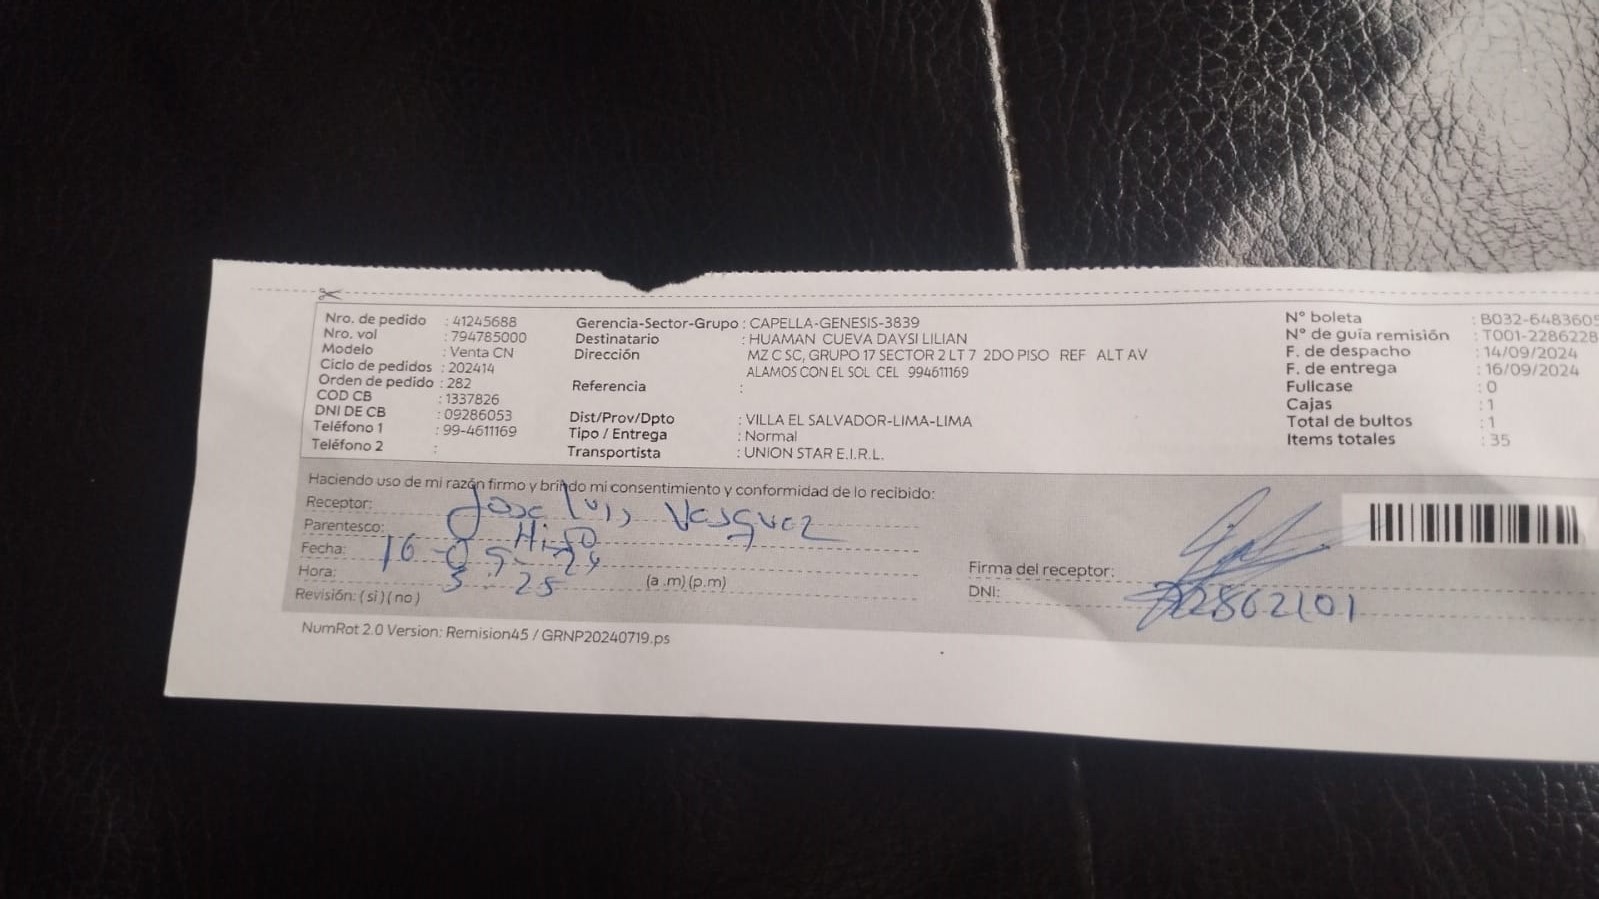 Nro. de pedido : 41245688
Nro. vol : 794785000
Modelo : Venta CN
Ciclo de pedidos : 202414
Orden de pedido : 282
COD CB : 1337826
DNI DE CB : 09286053
Teléfono 1 : 99-4611169
Teléfono 2 :
Gerencia-Sector-Grupo : CAPELLA-GENESIS-3839
Destinatario : HUAMAN CUEVA DAYSI LILIAN
Dirección MZ C SC, GRUPO 17 SECTOR 2 LT 7 2DO PISO REF ALT AV
ALAMOS CON EL SOL CEL 994611169
Referencia :
Dist/Prov/Dpto : VILLA EL SALVADOR-LIMA-LIMA
Tipo / Entrega : Normal
Transportista : UNION STAR E.I.R.L.
N° boleta : B032-6483605
N° de guía remisión : T001-2286228
F. de despacho : 14/09/2024
F. de entrega : 16/09/2024
Fullcase : 0
Cajas : 1
Total de bultos : 1
Items totales : 35
Haciendo uso de mi razón firmo y brindo mi consentimiento y conformidad de lo recibido:
Receptor: Jose Luis Vasquez
Parentesco: Hijo
Fecha: 16-09-24
Hora: 3:25 (a.m) (p.m)
Revisión: (si) (no)
Firma del receptor:
DNI: 72862101
NumRot 2.0 Version: Remision45 / GRNP20240719.ps